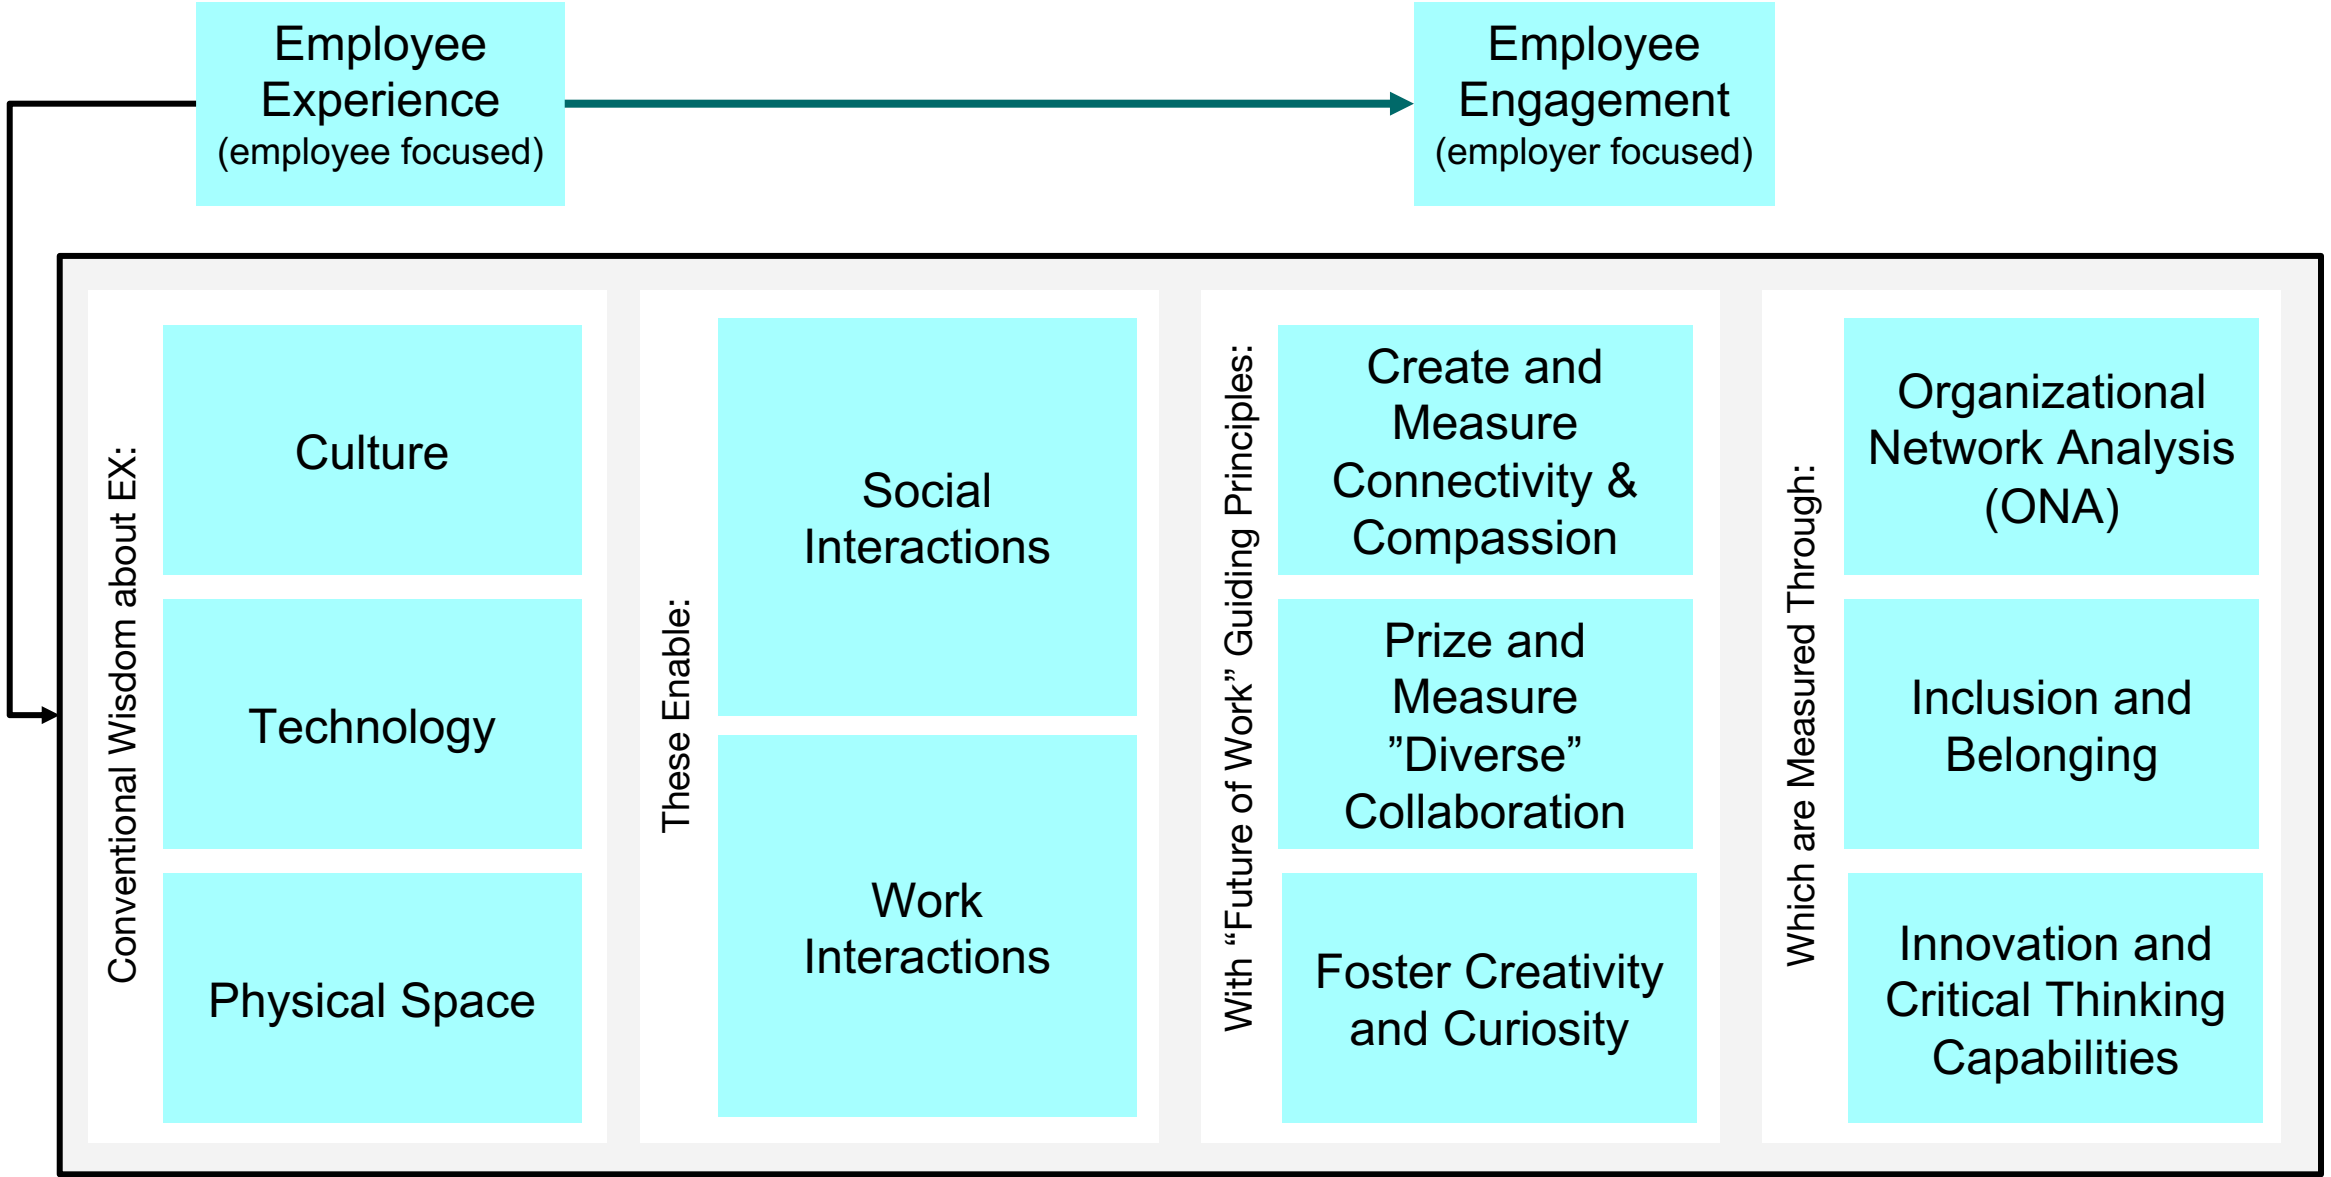 Employee
Experience
(employee focused)
Employee
Engagement
(employer focused)
Conventional Wisdom about EX:
Culture
Technology
Physical Space
These Enable:
Social
Interactions
Work
Interactions
With “Future of Work” Guiding Principles:
Create and
Measure
Connectivity &
Compassion
Prize and
Measure
”Diverse”
Collaboration
Foster Creativity
and Curiosity
Which are Measured Through:
Organizational
Network Analysis
(ONA)
Inclusion and
Belonging
Innovation and
Critical Thinking
Capabilities